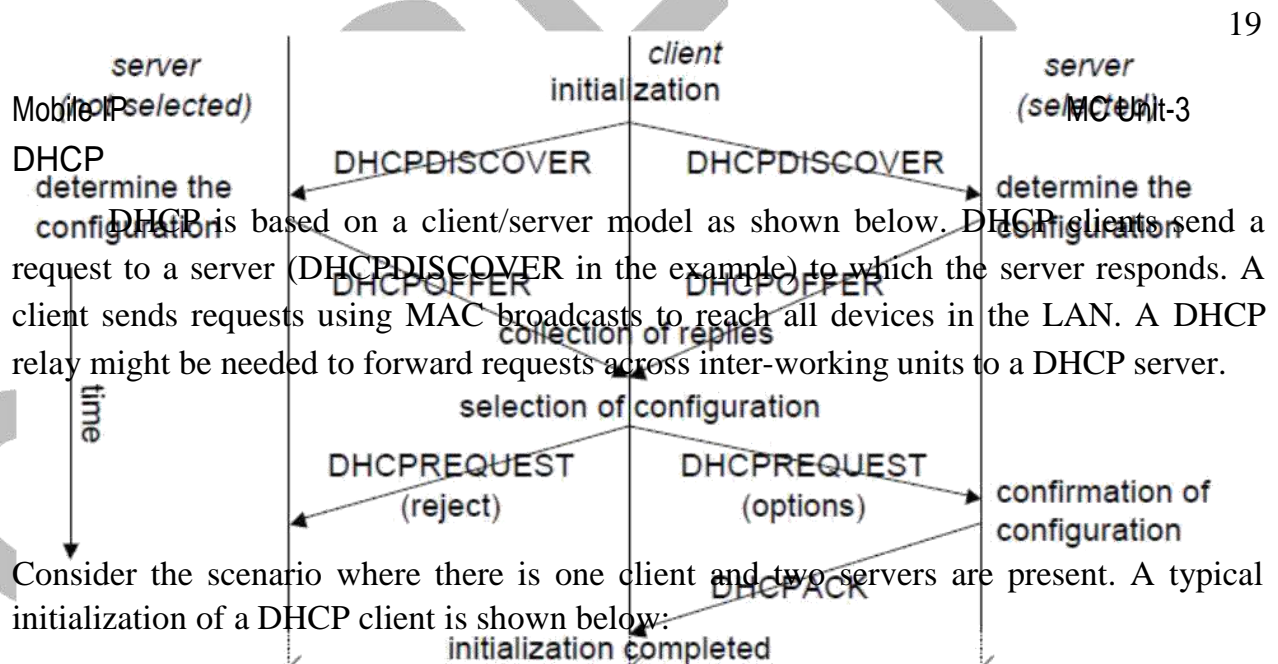 19
server
client
server
initialization
(not selected)
(selected)
Mobile IP
MC Unit-3
DHCP
DHCPDISCOVER
DHCPDISCOVER
determine the
configuration
determine the
configuration
DHCP is based on a client/server model as shown below. DHCP clients send a
request to a server (DHCPDISCOVER in the example) to which the server responds. A
DHCPOFFER
DHCPOFFER
client sends requests using MAC broadcasts to reach all devices in the LAN. A DHCP
collection of replies
relay might be needed to forward requests across inter-working units to a DHCP server.
time
selection of configuration
DHCPREQUEST
(reject)
DHCPREQUEST
(options)
confirmation of
configuration
Consider the scenario where there is one client and two servers are present. A typical
DHCPACK
initialization of a DHCP client is shown below:
initialization completed